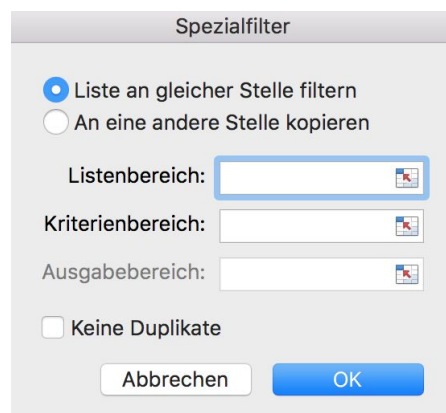 Spezialfilter
Liste an gleicher Stelle filtern
An eine andere Stelle kopieren
Listenbereich:
Kriterienbereich:
Ausgabebereich:
Keine Duplikate
Abbrechen OK